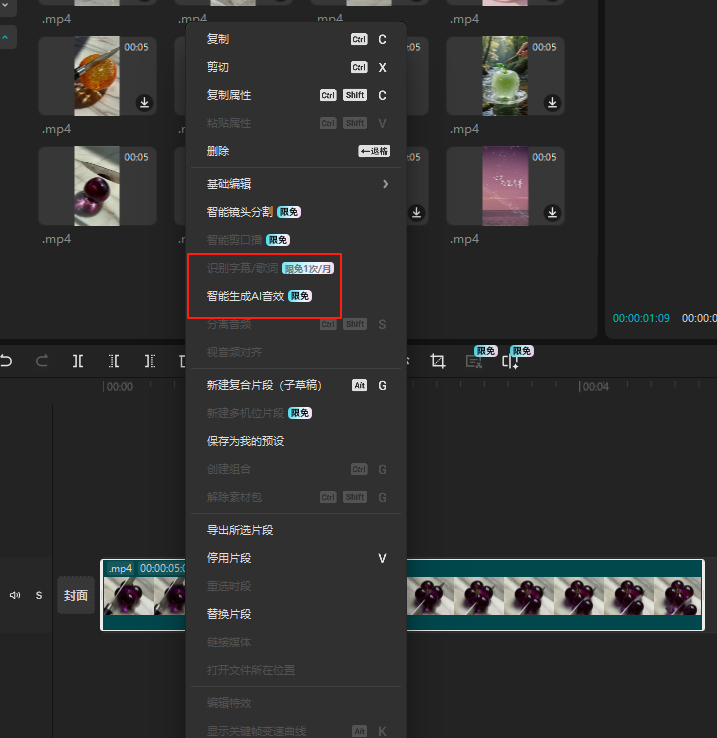 .mp4
.mp4
.mp4
00:05
复制 Ctrl C
剪切 Ctrl X
复制属性 Ctrl Shift C
粘贴属性 Ctrl Shift V
删除 ←退格
基础编辑
智能镜头分割 限免
智能剪口播 限免
识别字幕/歌词 限免1次/月
智能生成AI音效 限免
分离音频 Ctrl Shift S
视音频对齐
新建复合片段（子草稿） Alt G
新建多机位片段 限免
保存为我的预设
创建组合 Ctrl G
解除素材包 Ctrl Shift G
导出所选片段
停用片段 V
重选时段
替换片段
链接媒体
打开文件所在位置
编辑特效
显示关键帧变速曲线 Alt K
:05
00:05
.mp4
.mp4
00:05
:05
00:05
.mp4
.mp4
00:00:01:09
限免 限免
00:00 00:04
S
封面
.mp4